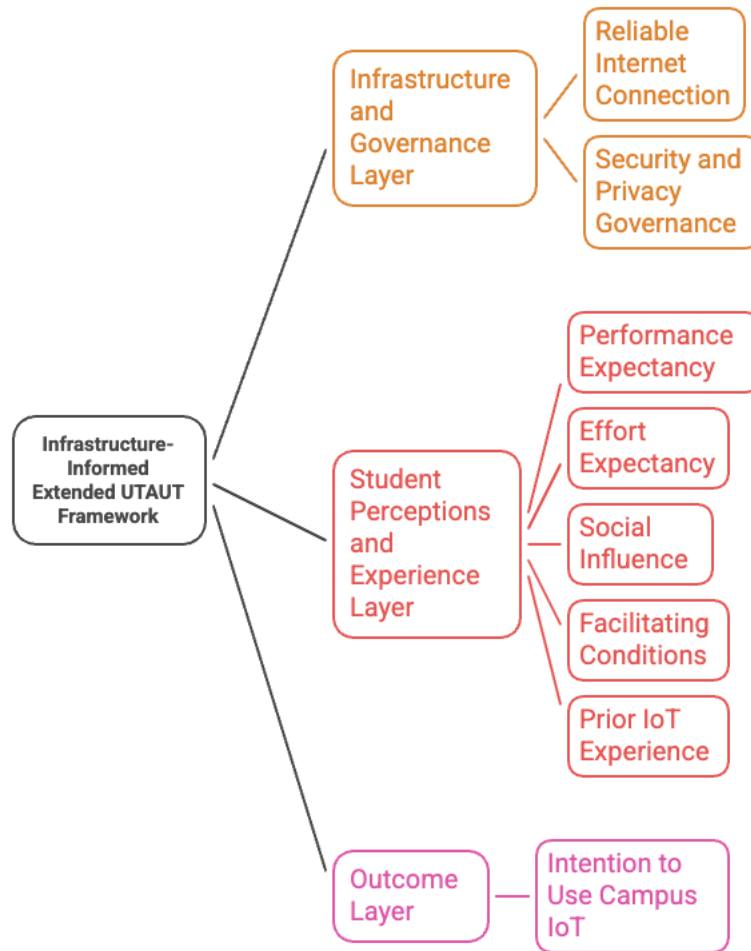 Infrastructure-
Informed
Extended UTAUT
Framework
Infrastructure
and
Governance
Layer
Reliable
Internet
Connection
Security and
Privacy
Governance
Student
Perceptions
and
Experience
Layer
Performance
Expectancy
Effort
Expectancy
Social
Influence
Facilitating
Conditions
Prior IoT
Experience
Outcome
Layer
Intention to
Use Campus
IoT